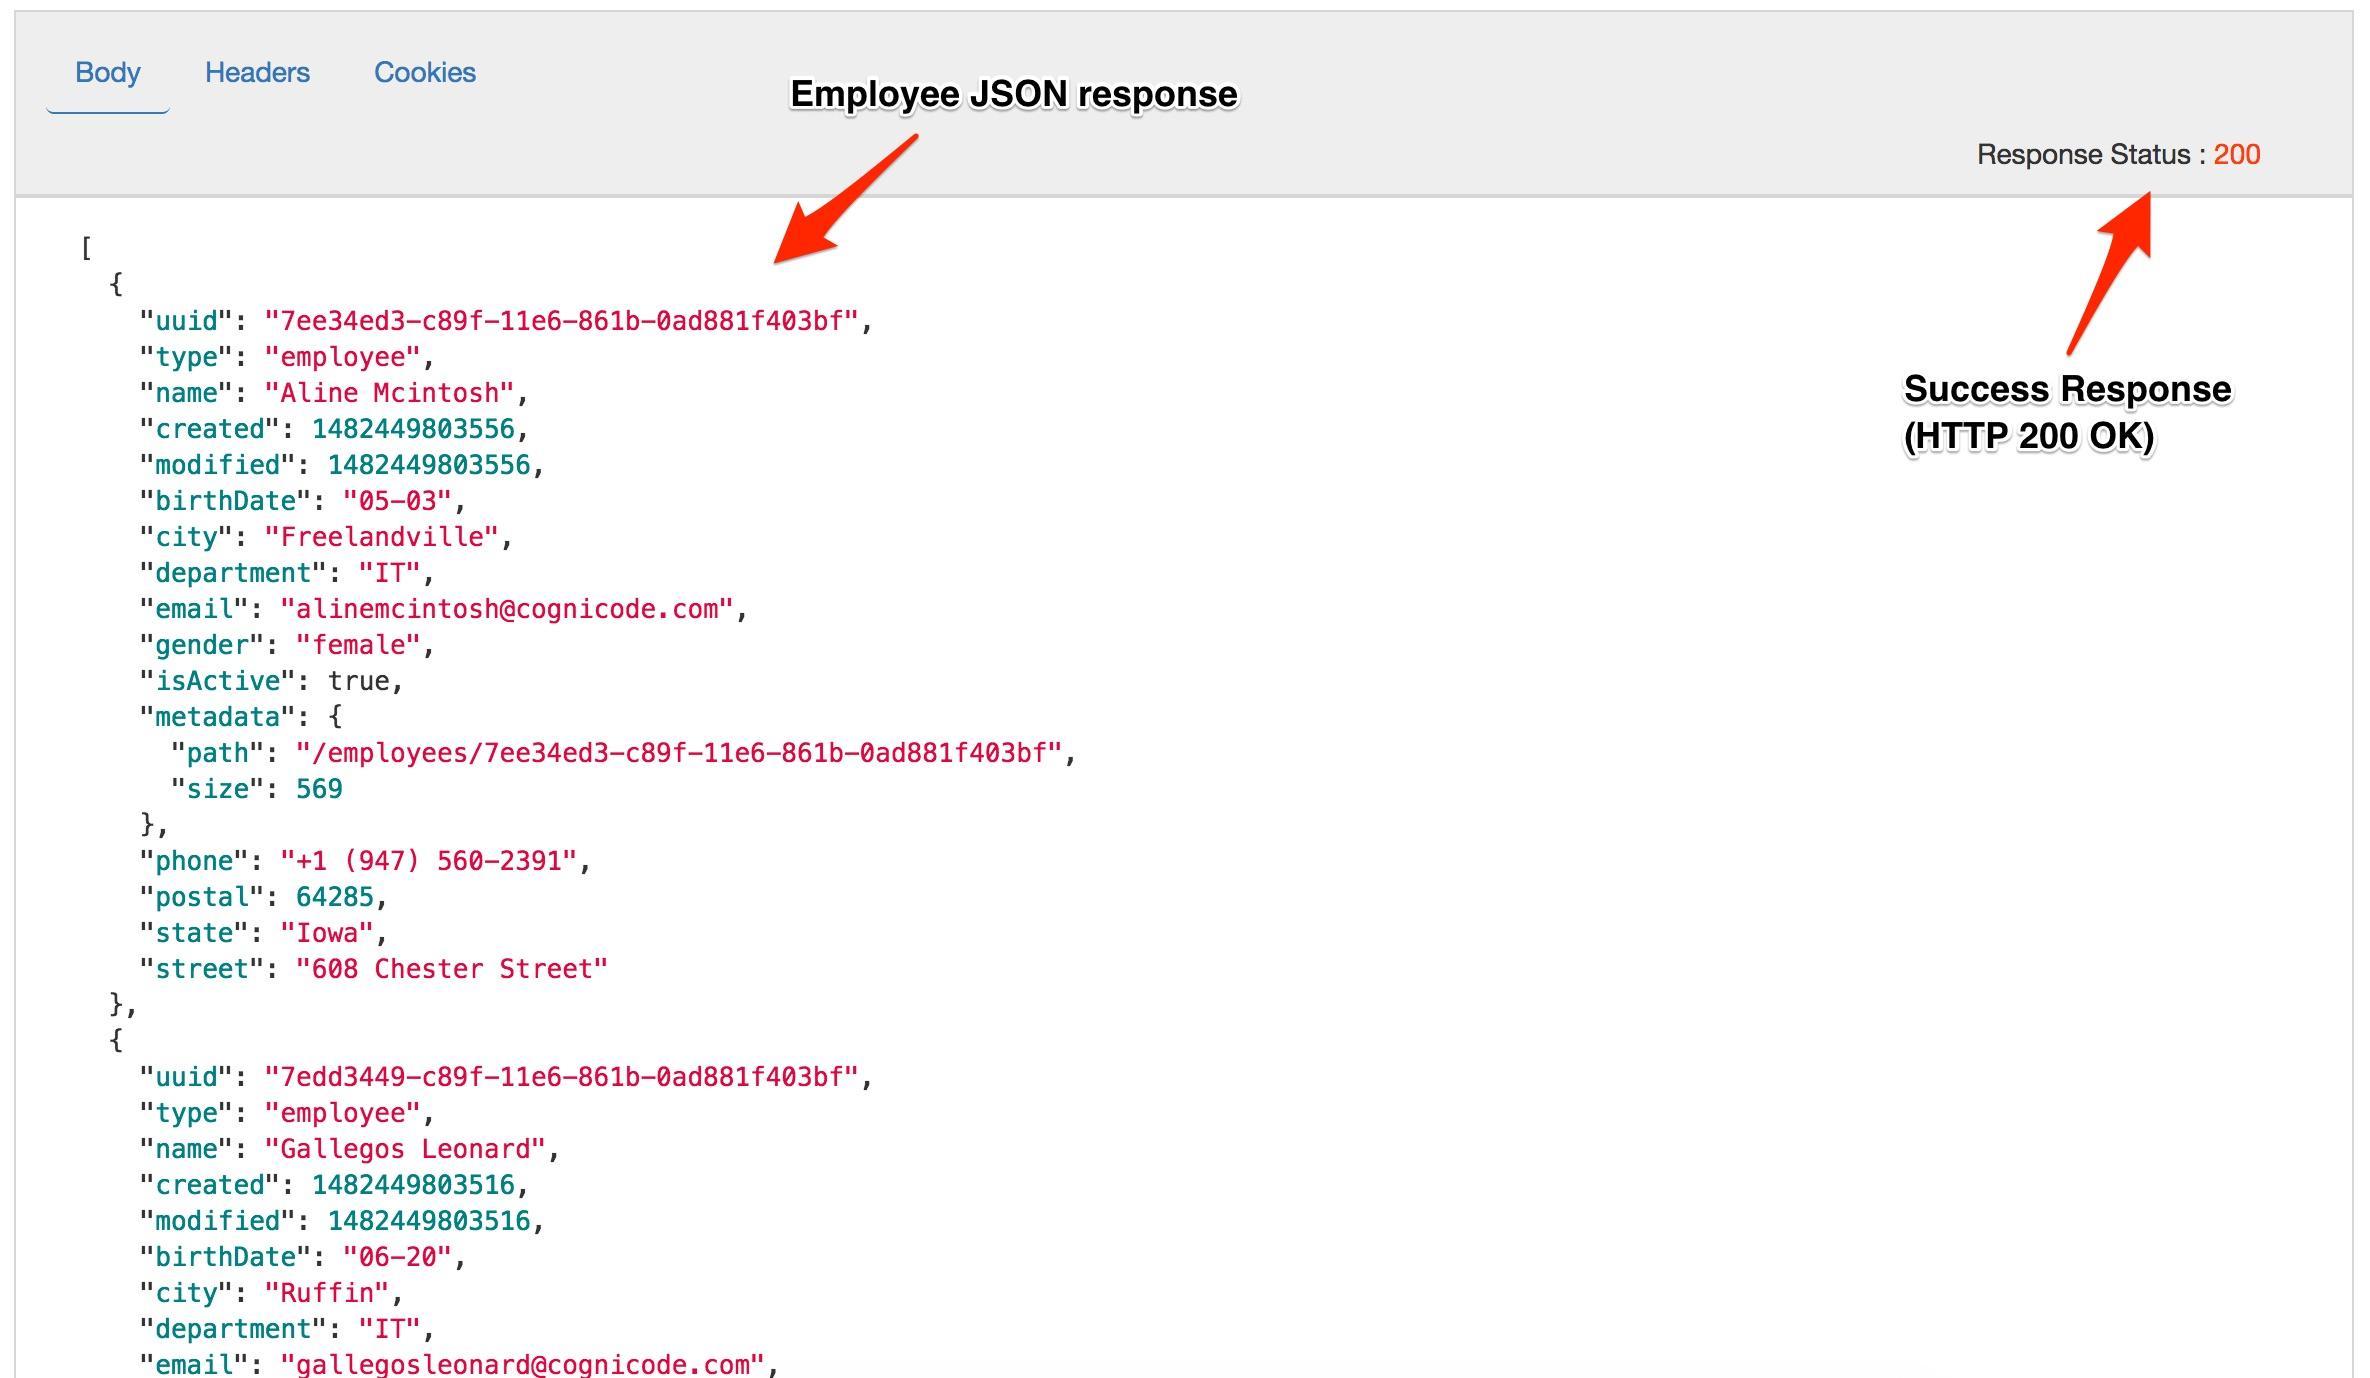 Body Headers Cookies
Employee JSON response
Response Status : 200
Success Response
(HTTP 200 OK)
[
  {
    "uuid": "7ee34ed3-c89f-11e6-861b-0ad881f403bf",
    "type": "employee",
    "name": "Aline Mcintosh",
    "created": 1482449803556,
    "modified": 1482449803556,
    "birthDate": "05-03",
    "city": "Freelandville",
    "department": "IT",
    "email": "alinemcintosh@cognicode.com",
    "gender": "female",
    "isActive": true,
    "metadata": {
      "path": "/employees/7ee34ed3-c89f-11e6-861b-0ad881f403bf",
      "size": 569
    },
    "phone": "+1 (947) 560-2391",
    "postal": 64285,
    "state": "Iowa",
    "street": "608 Chester Street"
  },
  {
    "uuid": "7edd3449-c89f-11e6-861b-0ad881f403bf",
    "type": "employee",
    "name": "Gallegos Leonard",
    "created": 1482449803516,
    "modified": 1482449803516,
    "birthDate": "06-20",
    "city": "Ruffin",
    "department": "IT",
    "email": "gallegosleonard@cognicode.com",